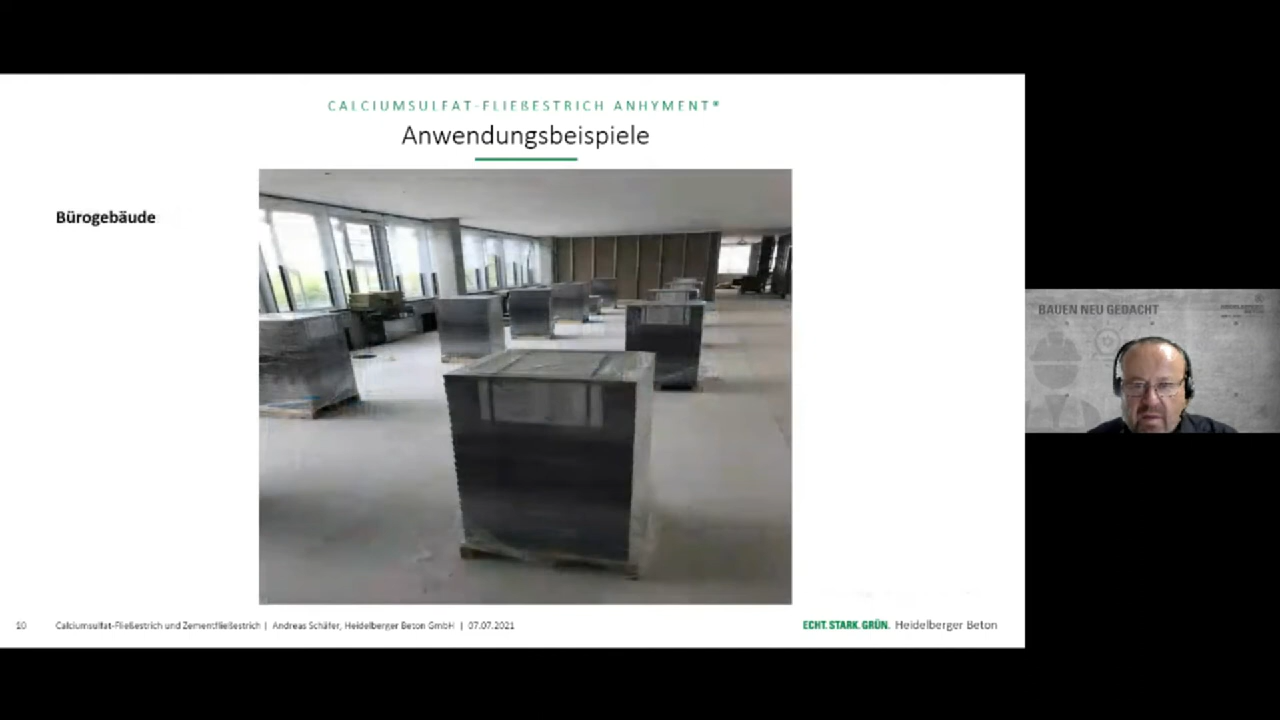 CALCIUMSULFAT-FLIEẞESTRICH ANHYMENT®
Anwendungsbeispiele
Bürogebäude
BAUEN NEU GEDACHT
10 Calciumsulfat-Fließestrich und Zementfließestrich | Andreas Schäfer, Heidelberger Beton GmbH | 07.07.2021
ECHT. STARK. GRÜN. Heidelberger Beton